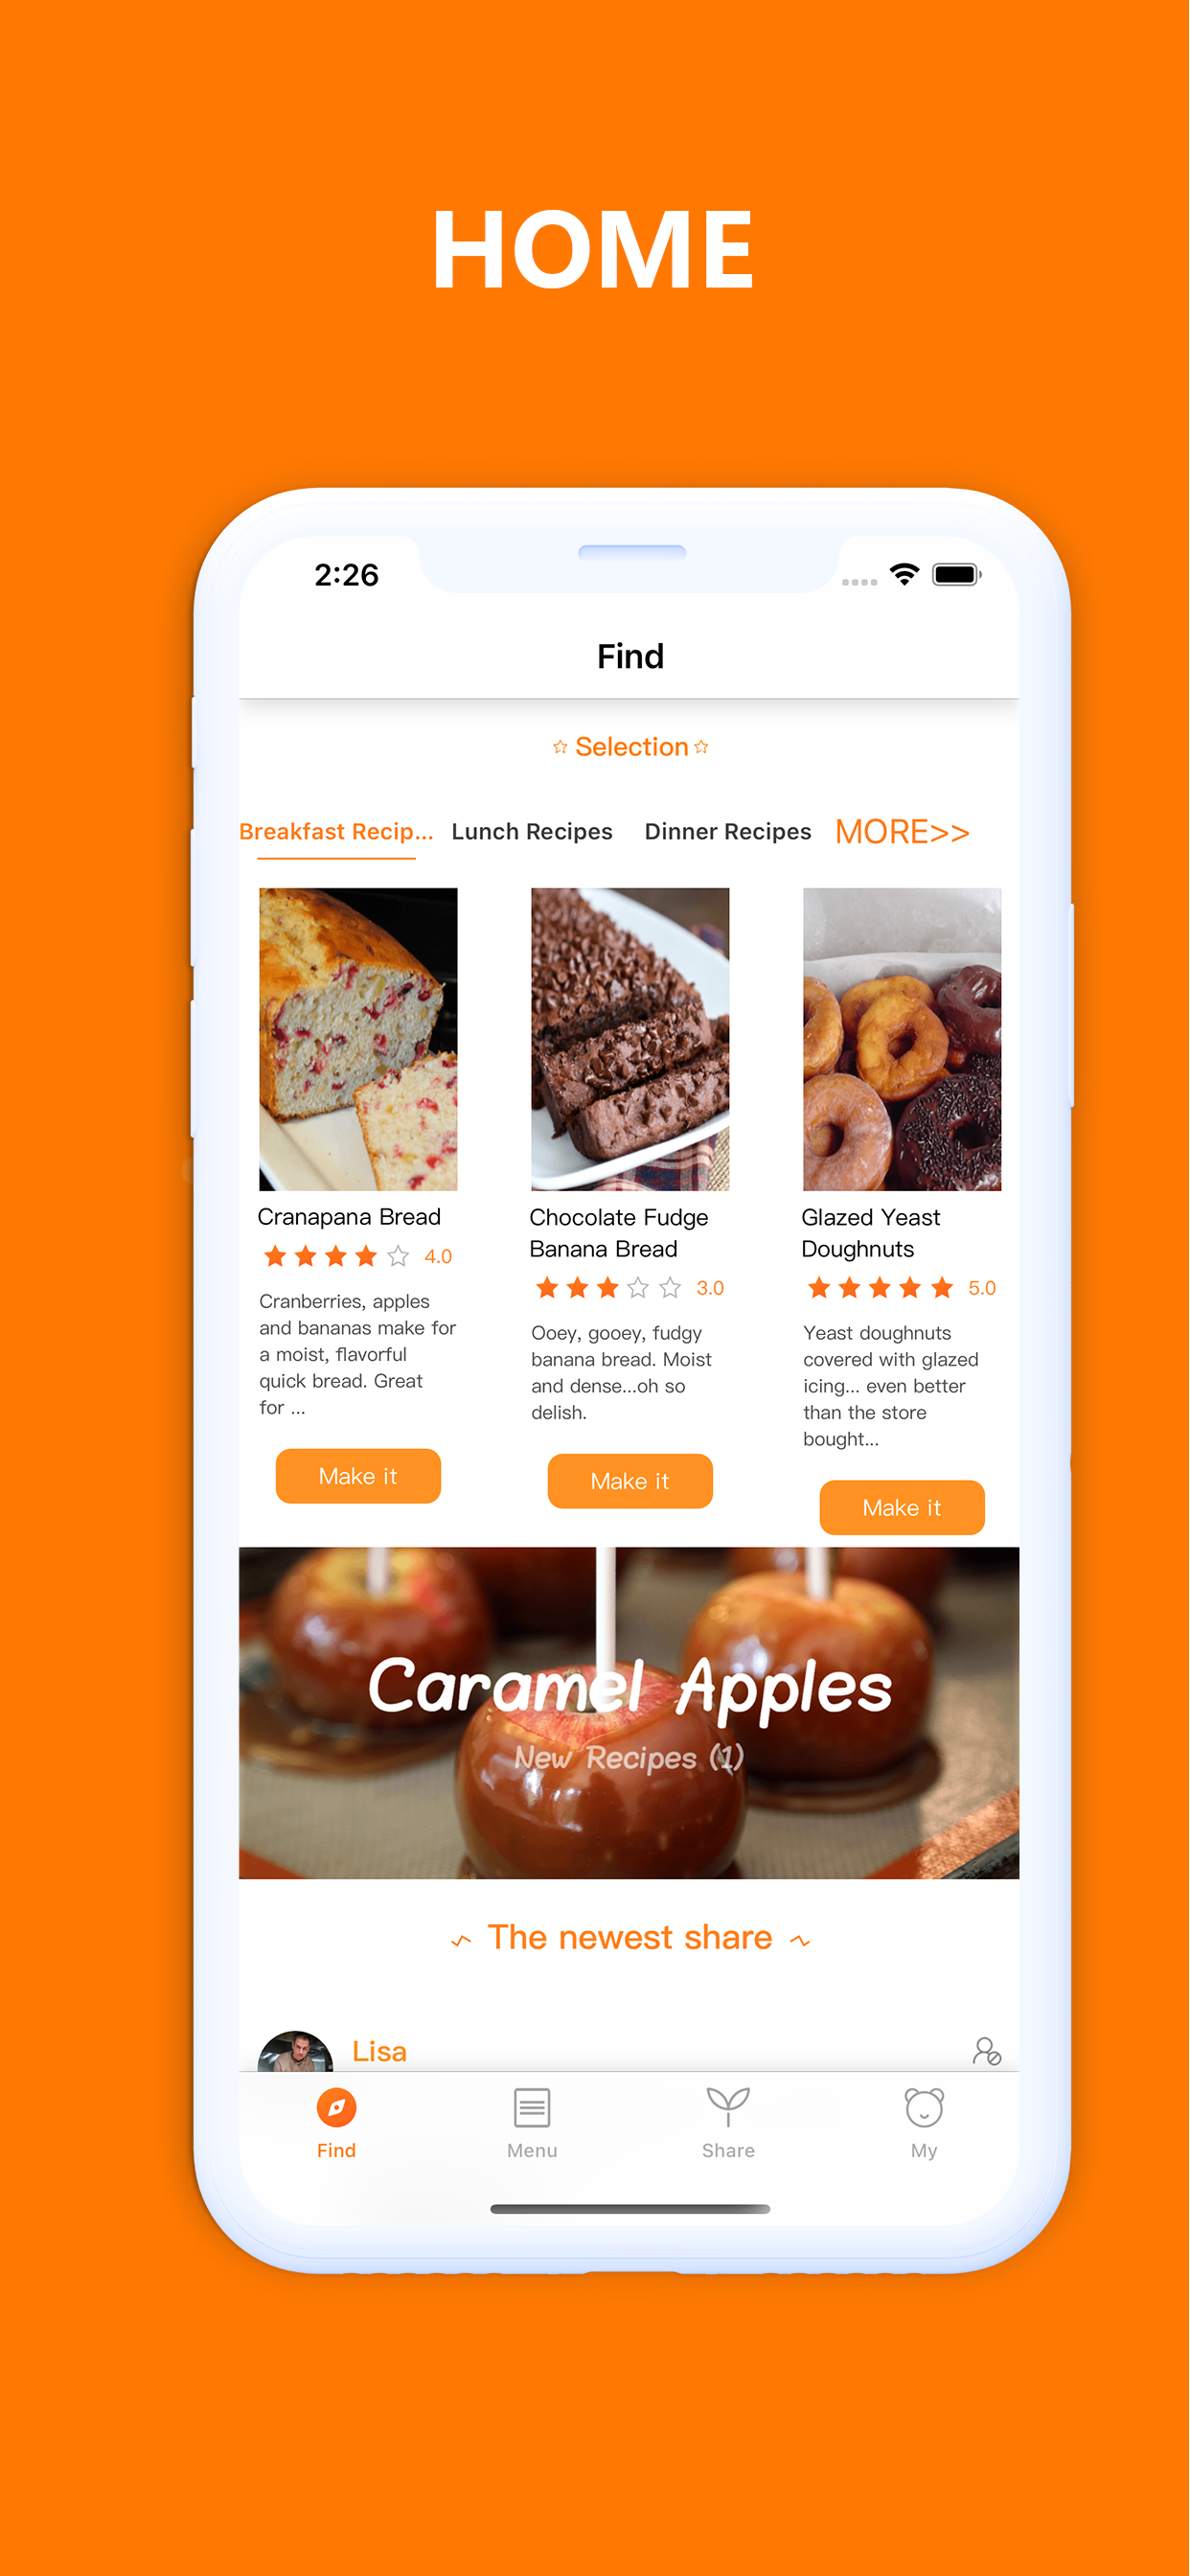 HOME
2:26
Find
Selection
Breakfast Recip...
Lunch Recipes
Dinner Recipes
MORE>>
Cranapana Bread
4.0
Cranberries, apples
and bananas make for
a moist, flavorful
quick bread. Great
for ...
Make it
Chocolate Fudge
Banana Bread
3.0
Ooey, gooey, fudgy
banana bread. Moist
and dense...oh so
delish.
Make it
Glazed Yeast
Doughnuts
5.0
Yeast doughnuts
covered with glazed
icing... even better
than the store
bought...
Make it
Caramel Apples
New Recipes (1)
The newest share
Lisa
Find
Menu
Share
My